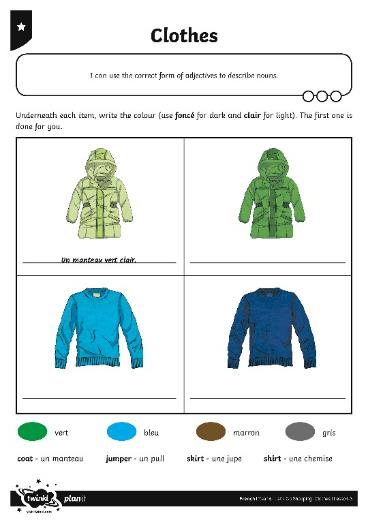 Clothes
I can use the correct form of adjectives to describe nouns.
Underneath each item, write the colour (use foncé for dark and clair for light). The first one is
done for you.
Un manteau vert clair.
vert bleu marron gris
coat - un manteau jumper - un pull skirt - une jupe shirt - une chemise
twinkl planit